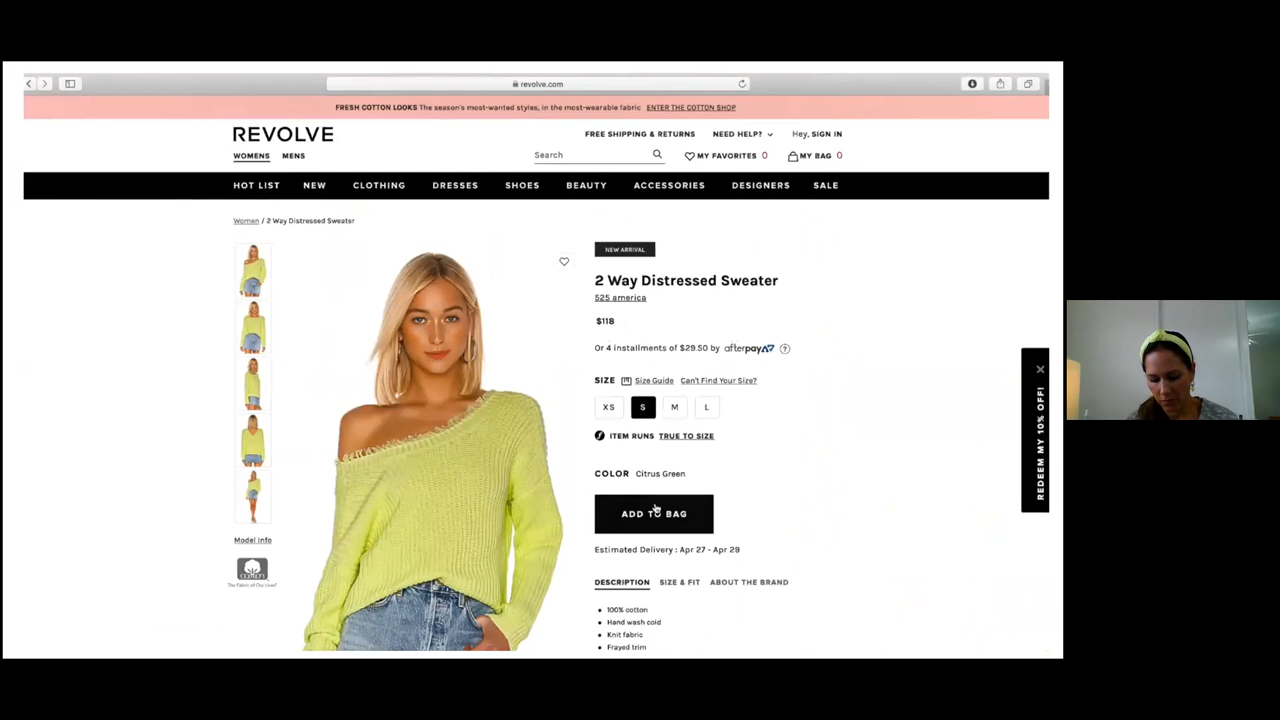 revolve.com
FRESH COTTON LOOKS The season's most-wanted styles, in the most-wearable fabric ENTER THE COTTON SHOP
REVOLVE
FREE SHIPPING & RETURNS NEED HELP? Hey, SIGN IN
WOMENS MENS
Search
MY FAVORITES 0 MY BAG 0
HOT LIST NEW CLOTHING DRESSES SHOES BEAUTY ACCESSORIES DESIGNERS SALE
Women / 2 Way Distressed Sweater
NEW ARRIVAL
2 Way Distressed Sweater
525 america
$118
Or 4 installments of $29.50 by afterpay ?
SIZE Size Guide Can't Find Your Size?
XS S M L
ITEM RUNS TRUE TO SIZE
COLOR Citrus Green
ADD TO BAG
Estimated Delivery : Apr 27 - Apr 29
DESCRIPTION SIZE & FIT ABOUT THE BRAND
• 100% cotton
• Hand wash cold
• Knit fabric
• Frayed trim
Model Info
cotton
The Fabric of Our Lives
REDEEM MY 10% OFF!